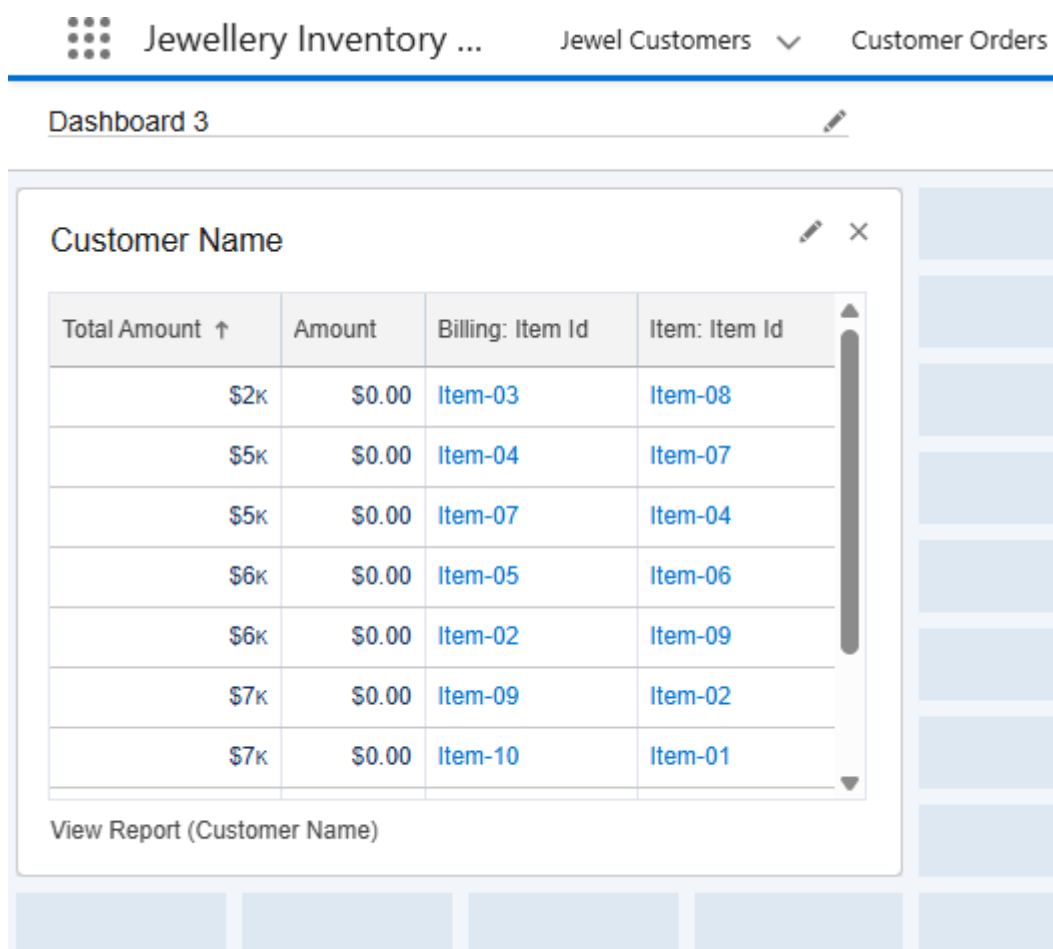 Jewellery Inventory ... Jewel Customers Customer Orders
Dashboard 3
Customer Name
Total Amount ↑ Amount Billing: Item Id Item: Item Id
$2K $0.00 Item-03 Item-08
$5K $0.00 Item-04 Item-07
$5K $0.00 Item-07 Item-04
$6K $0.00 Item-05 Item-06
$6K $0.00 Item-02 Item-09
$7K $0.00 Item-09 Item-02
$7K $0.00 Item-10 Item-01
View Report (Customer Name)